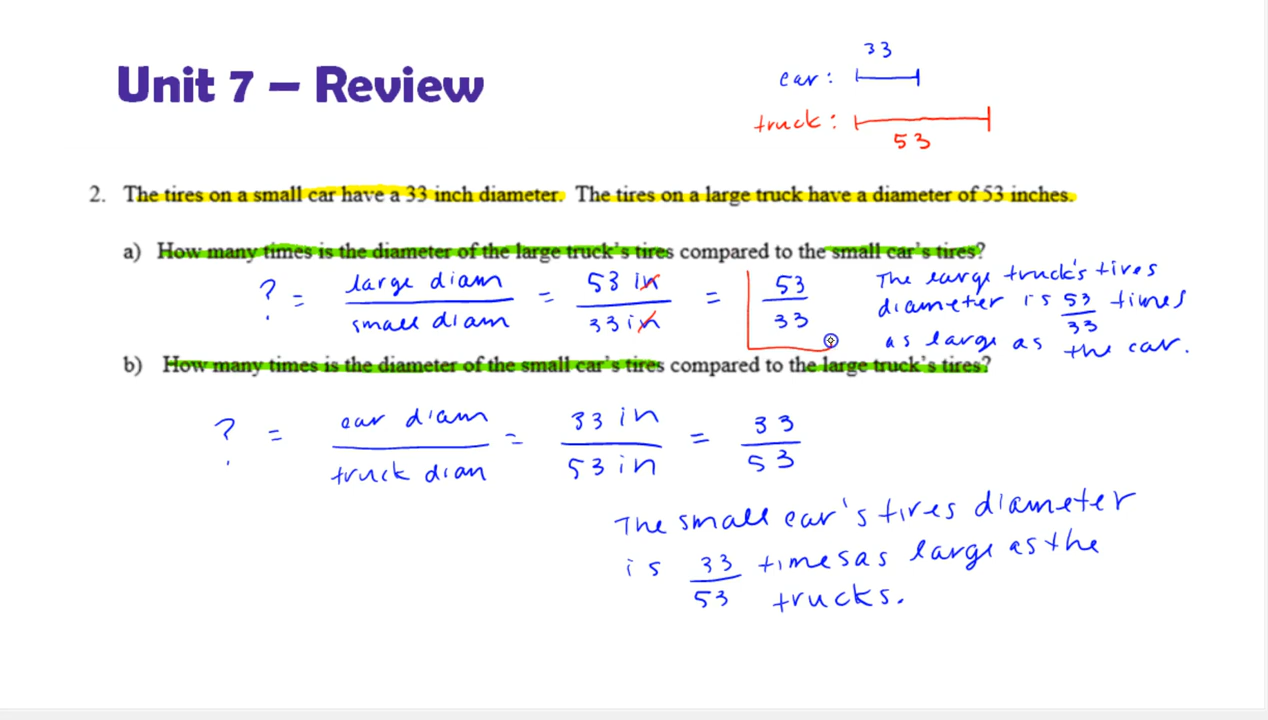 33
Unit 7 – Review
car:
truck:
53
2. The tires on a small car have a 33 inch diameter. The tires on a large truck have a diameter of 53 inches.
a) How many times is the diameter of the large truck's tires compared to the small car's tires?
? = large diam / small diam = 53 in / 33 in = 53 / 33
The large truck's tires
diameter is 53/33 times
as large as the car.
b) How many times is the diameter of the small car's tires compared to the large truck's tires?
? = car diam / truck diam = 33 in / 53 in = 33 / 53
The small car's tires diameter
is 33/53 times as large as the
trucks.